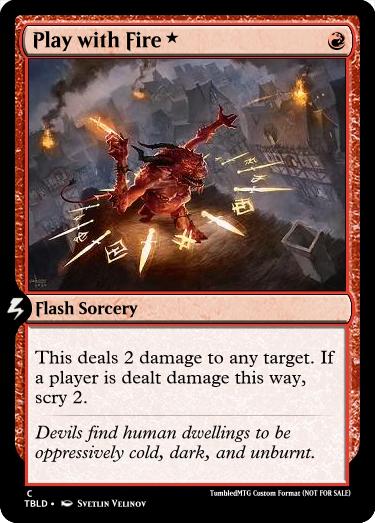 Play with Fire ★
Flash Sorcery
This deals 2 damage to any target. If
a player is dealt damage this way,
scry 2.
Devils find human dwellings to be
oppressively cold, dark, and unburnt.
C
TBLD • Svetlin Velinov
TumbledMTG Custom Format (NOT FOR SALE)